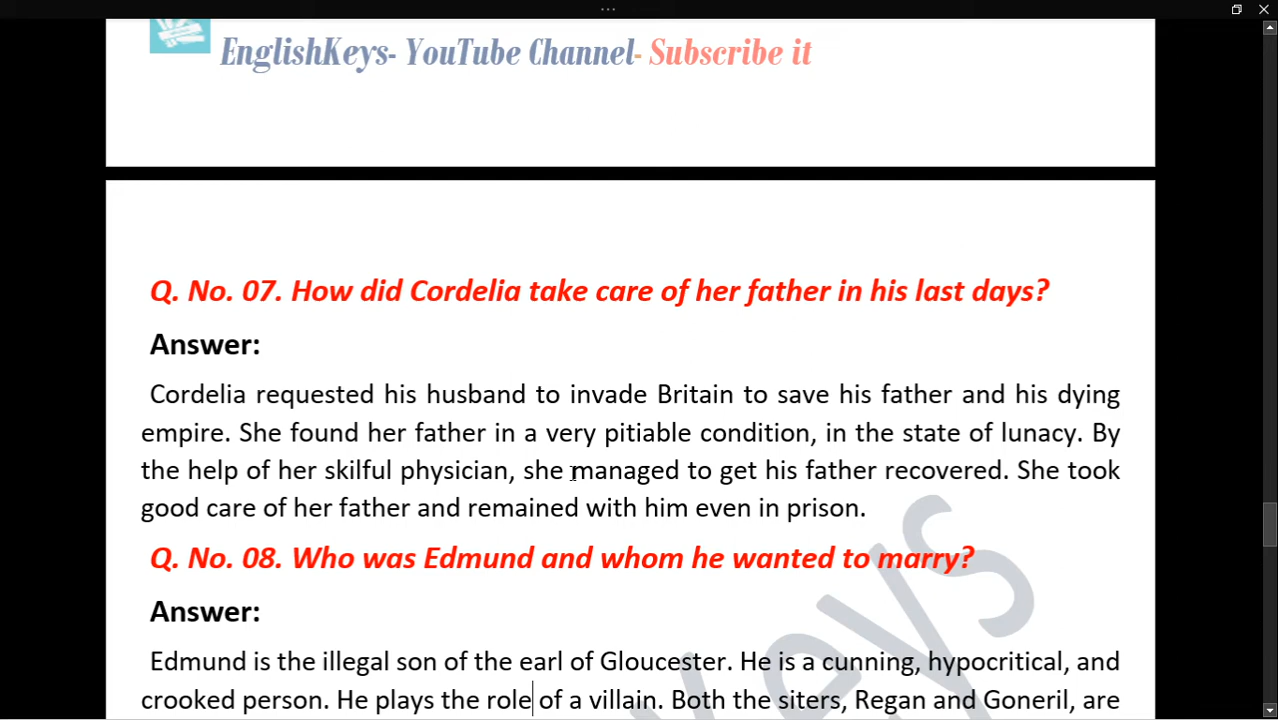 EnglishKeys- YouTube Channel- Subscribe it
Q. No. 07. How did Cordelia take care of her father in his last days?
Answer:
Cordelia requested his husband to invade Britain to save his father and his dying
empire. She found her father in a very pitiable condition, in the state of lunacy. By
the help of her skilful physician, she managed to get his father recovered. She took
good care of her father and remained with him even in prison.
Q. No. 08. Who was Edmund and whom he wanted to marry?
Answer:
Edmund is the illegal son of the earl of Gloucester. He is a cunning, hypocritical, and
crooked person. He plays the role of a villain. Both the siters, Regan and Goneril, are
Keys